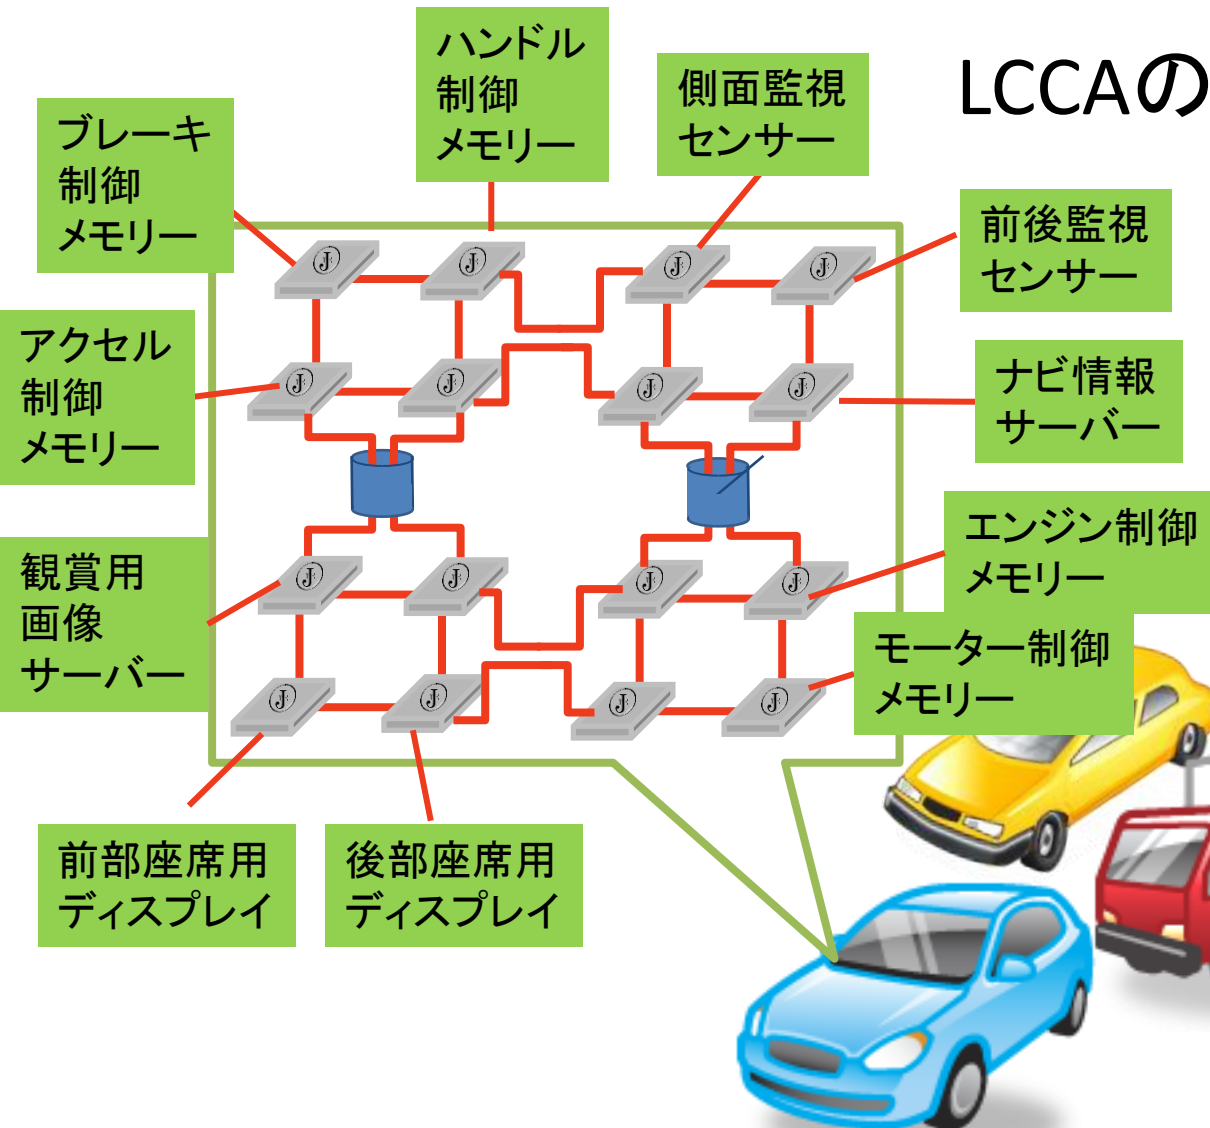 LCCAの
ハンドル
制御
メモリー
側面監視
センサー
ブレーキ
制御
メモリー
前後監視
センサー
アクセル
制御
メモリー
ナビ情報
サーバー
エンジン制御
メモリー
観賞用
画像
サーバー
モーター制御
メモリー
前部座席用
ディスプレイ
後部座席用
ディスプレイ